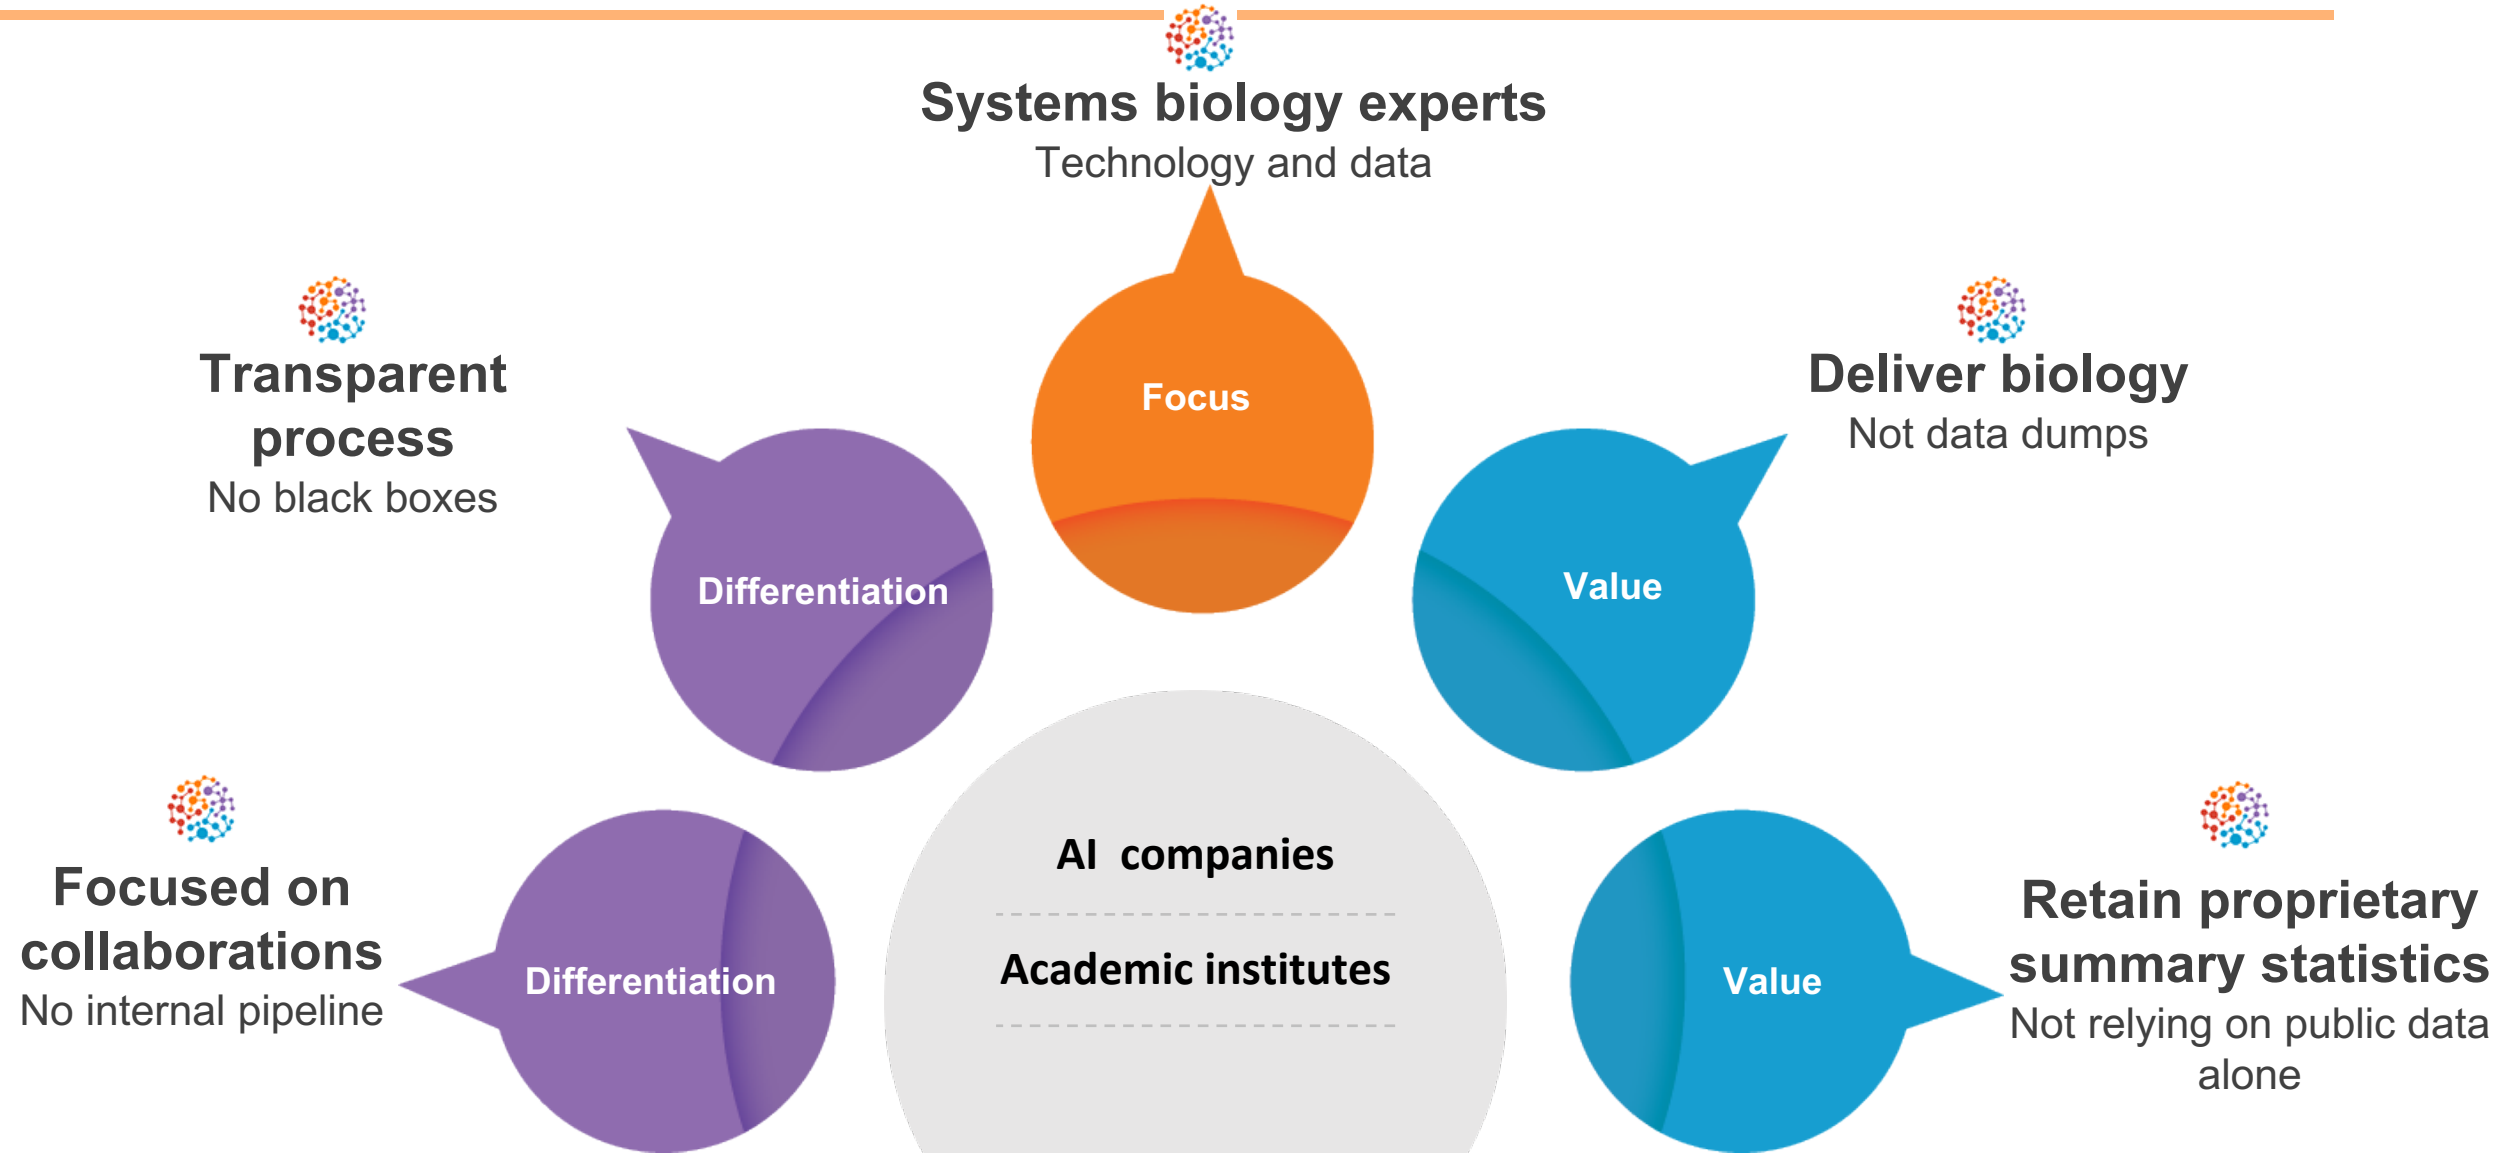 Systems biology experts
Technology and data
Transparent
process
No black boxes
Focus
Deliver biology
Not data dumps
Differentiation
Value
Focused on
collaborations
No internal pipeline
Differentiation
AI  companies
Academic institutes
Value
Retain proprietary
summary statistics
Not relying on public data
alone